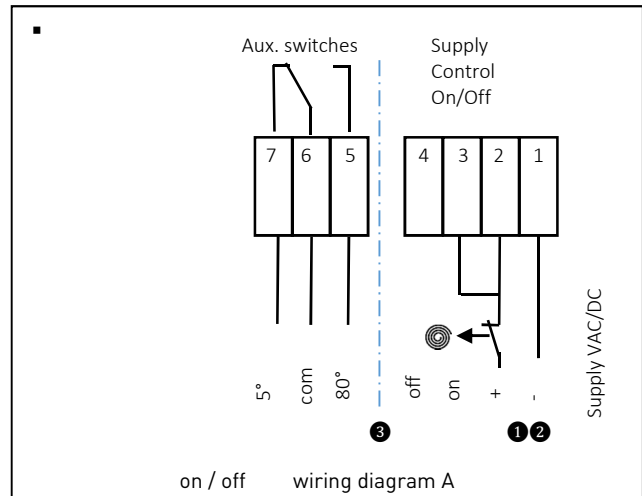 Aux. switches
Supply
Control
On/Off
7 6 5
4 3 2 1
5°
com
80°
off
on
+
-
Supply VAC/DC
❸
❶❷
on / off wiring diagram A